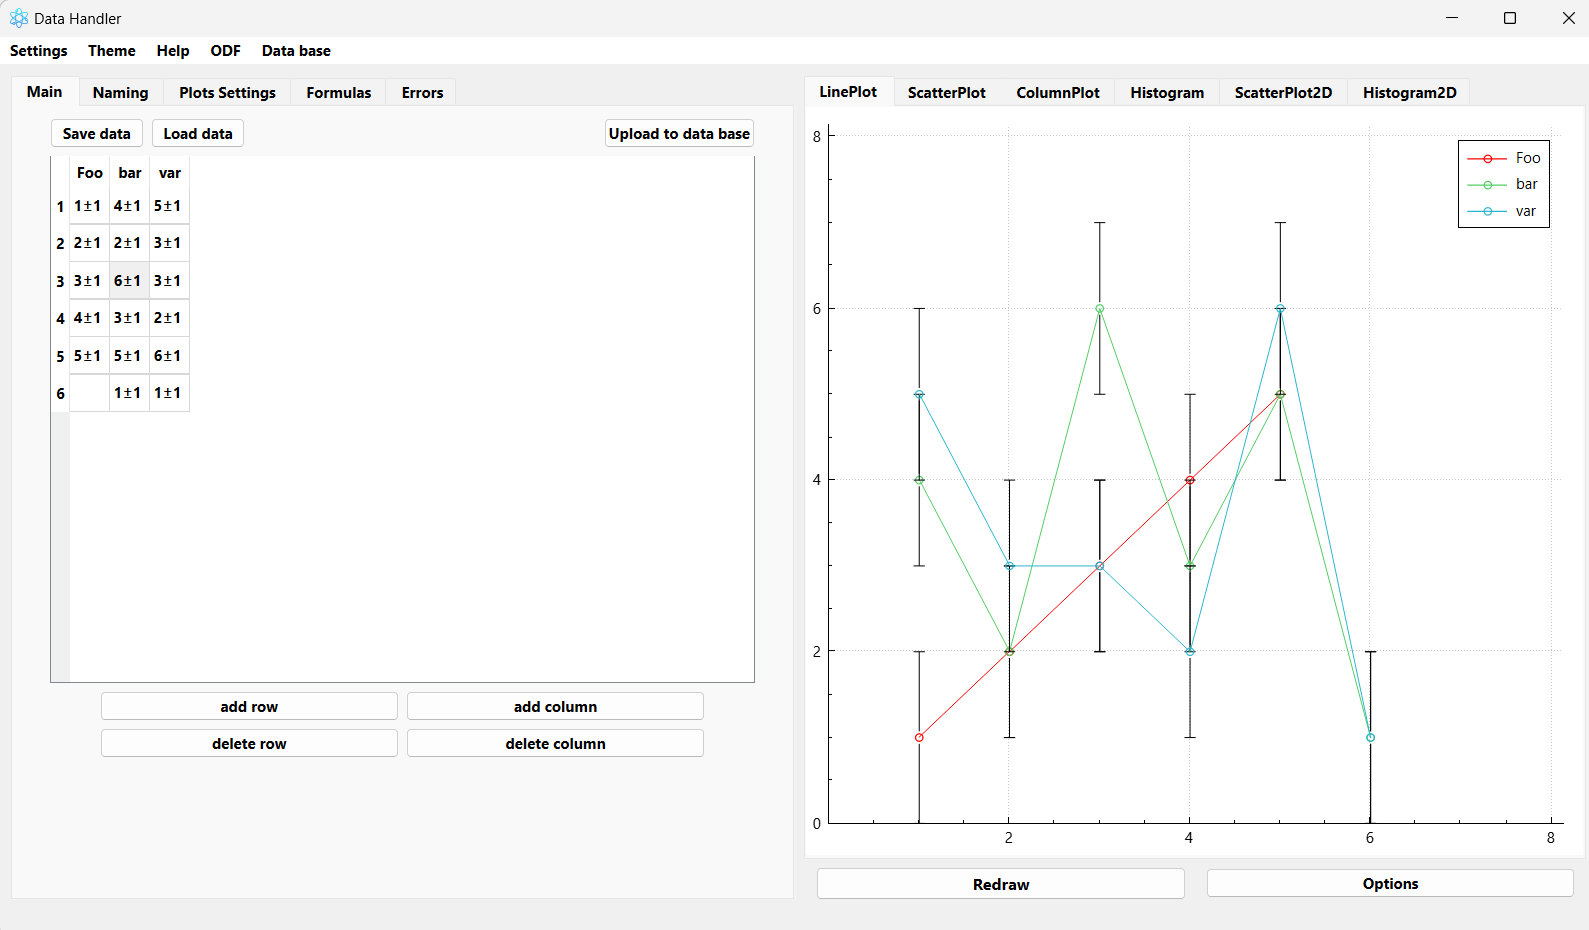 Data Handler
Settings Theme Help ODF Data base
Main Naming Plots Settings Formulas Errors
Save data Load data Upload to data base
Foo bar var
1 1±1 4±1 5±1
2 2±1 2±1 3±1
3 3±1 6±1 3±1
4 4±1 3±1 2±1
5 5±1 5±1 6±1
6 1±1 1±1
add row add column
delete row delete column
LinePlot ScatterPlot ColumnPlot Histogram ScatterPlot2D Histogram2D
8
6
4
2
0
2 4 6 8
Foo
bar
var
Redraw Options